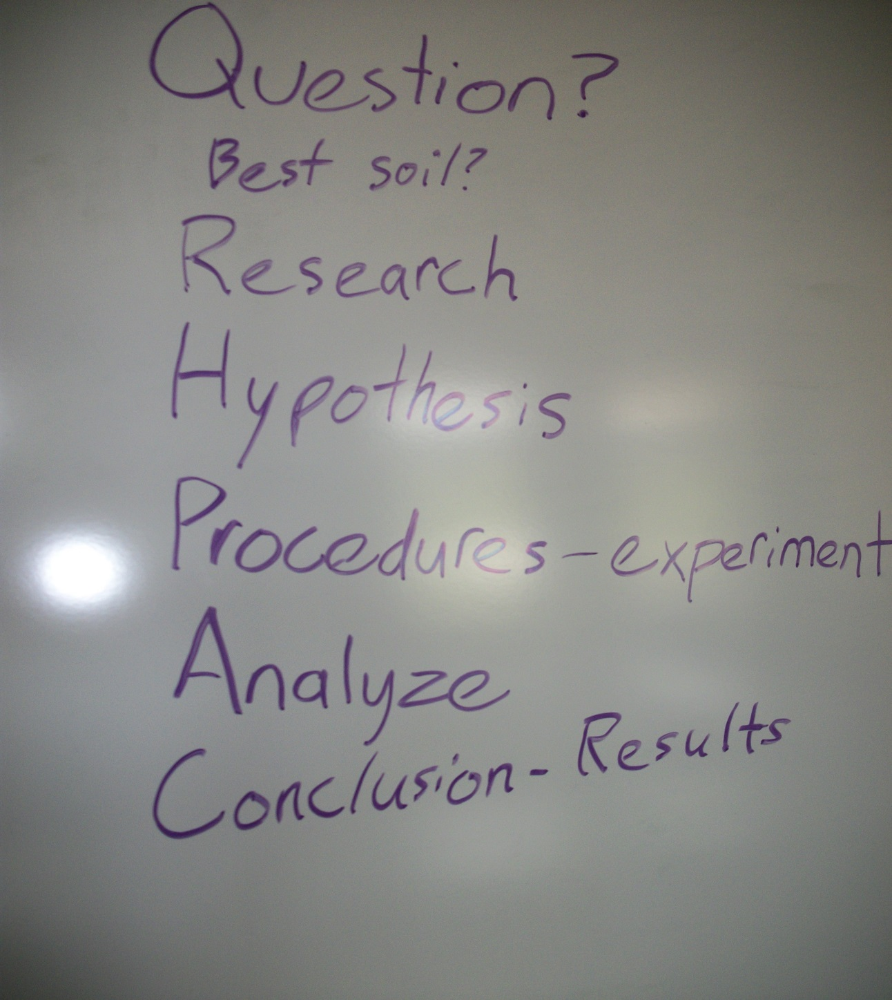 Question?
Best soil?
Research
Hypothesis
Procedures - experiment
Analyze
Conclusion - Results